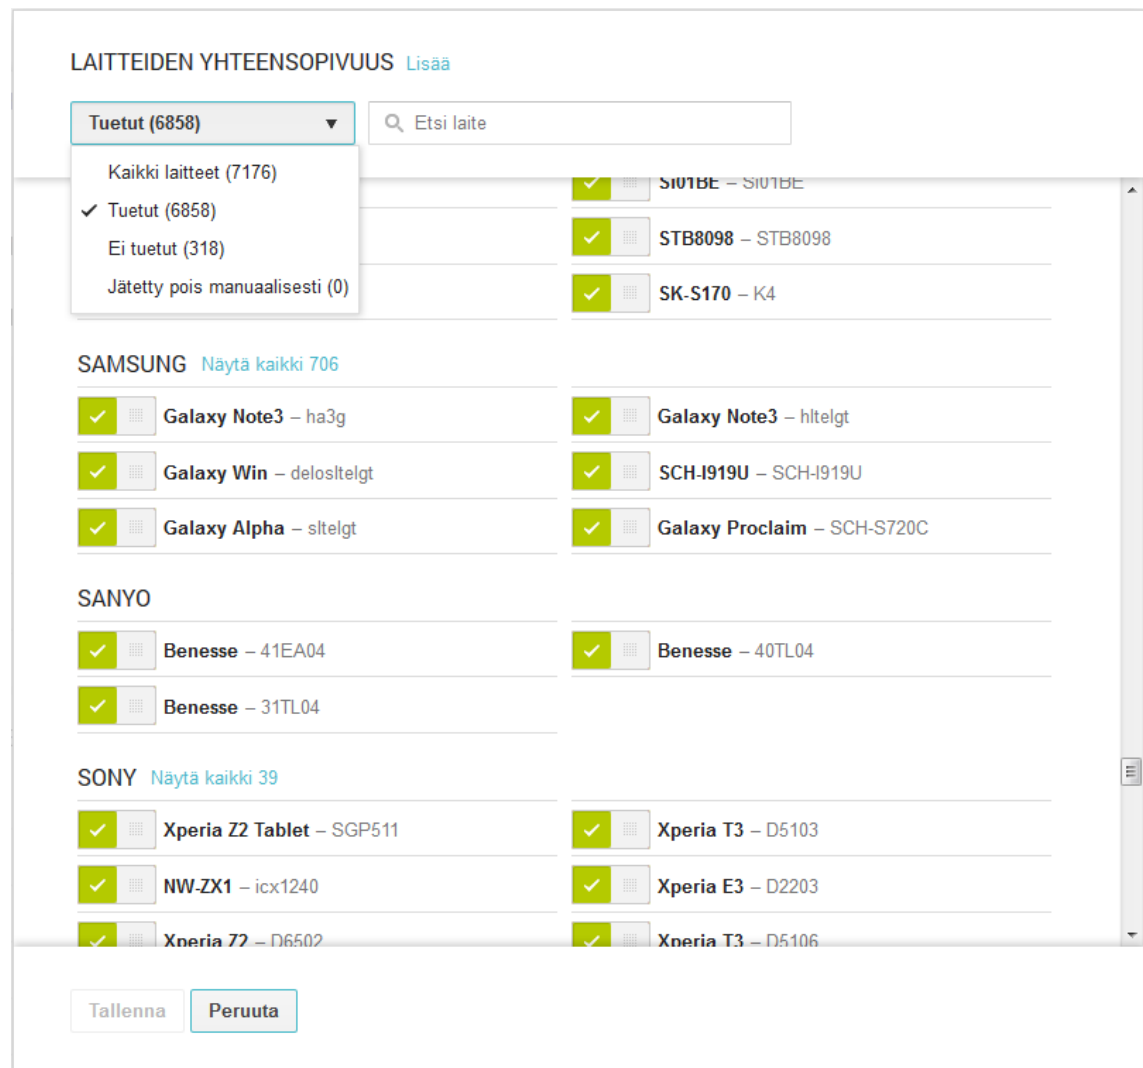 LAITTEIDEN YHTEENSOPIVUUS Lisää
Tuetut (6858) ▼ Etsi laite
Kaikki laitteet (7176)
Tuetut (6858)
Ei tuetut (318)
Jätetty pois manuaalisesti (0)
SI01BE – SI01BE
STB8098 – STB8098
SK-S170 – K4
SAMSUNG Näytä kaikki 706
Galaxy Note3 – ha3g Galaxy Note3 – hltelgt
Galaxy Win – delosltelgt SCH-I919U – SCH-I919U
Galaxy Alpha – sltelgt Galaxy Proclaim – SCH-S720C
SANYO
Benesse – 41EA04 Benesse – 40TL04
Benesse – 31TL04
SONY Näytä kaikki 39
Xperia Z2 Tablet – SGP511 Xperia T3 – D5103
NW-ZX1 – icx1240 Xperia E3 – D2203
Xperia Z2 – D6502 Xperia T3 – D5106
Tallenna Peruuta